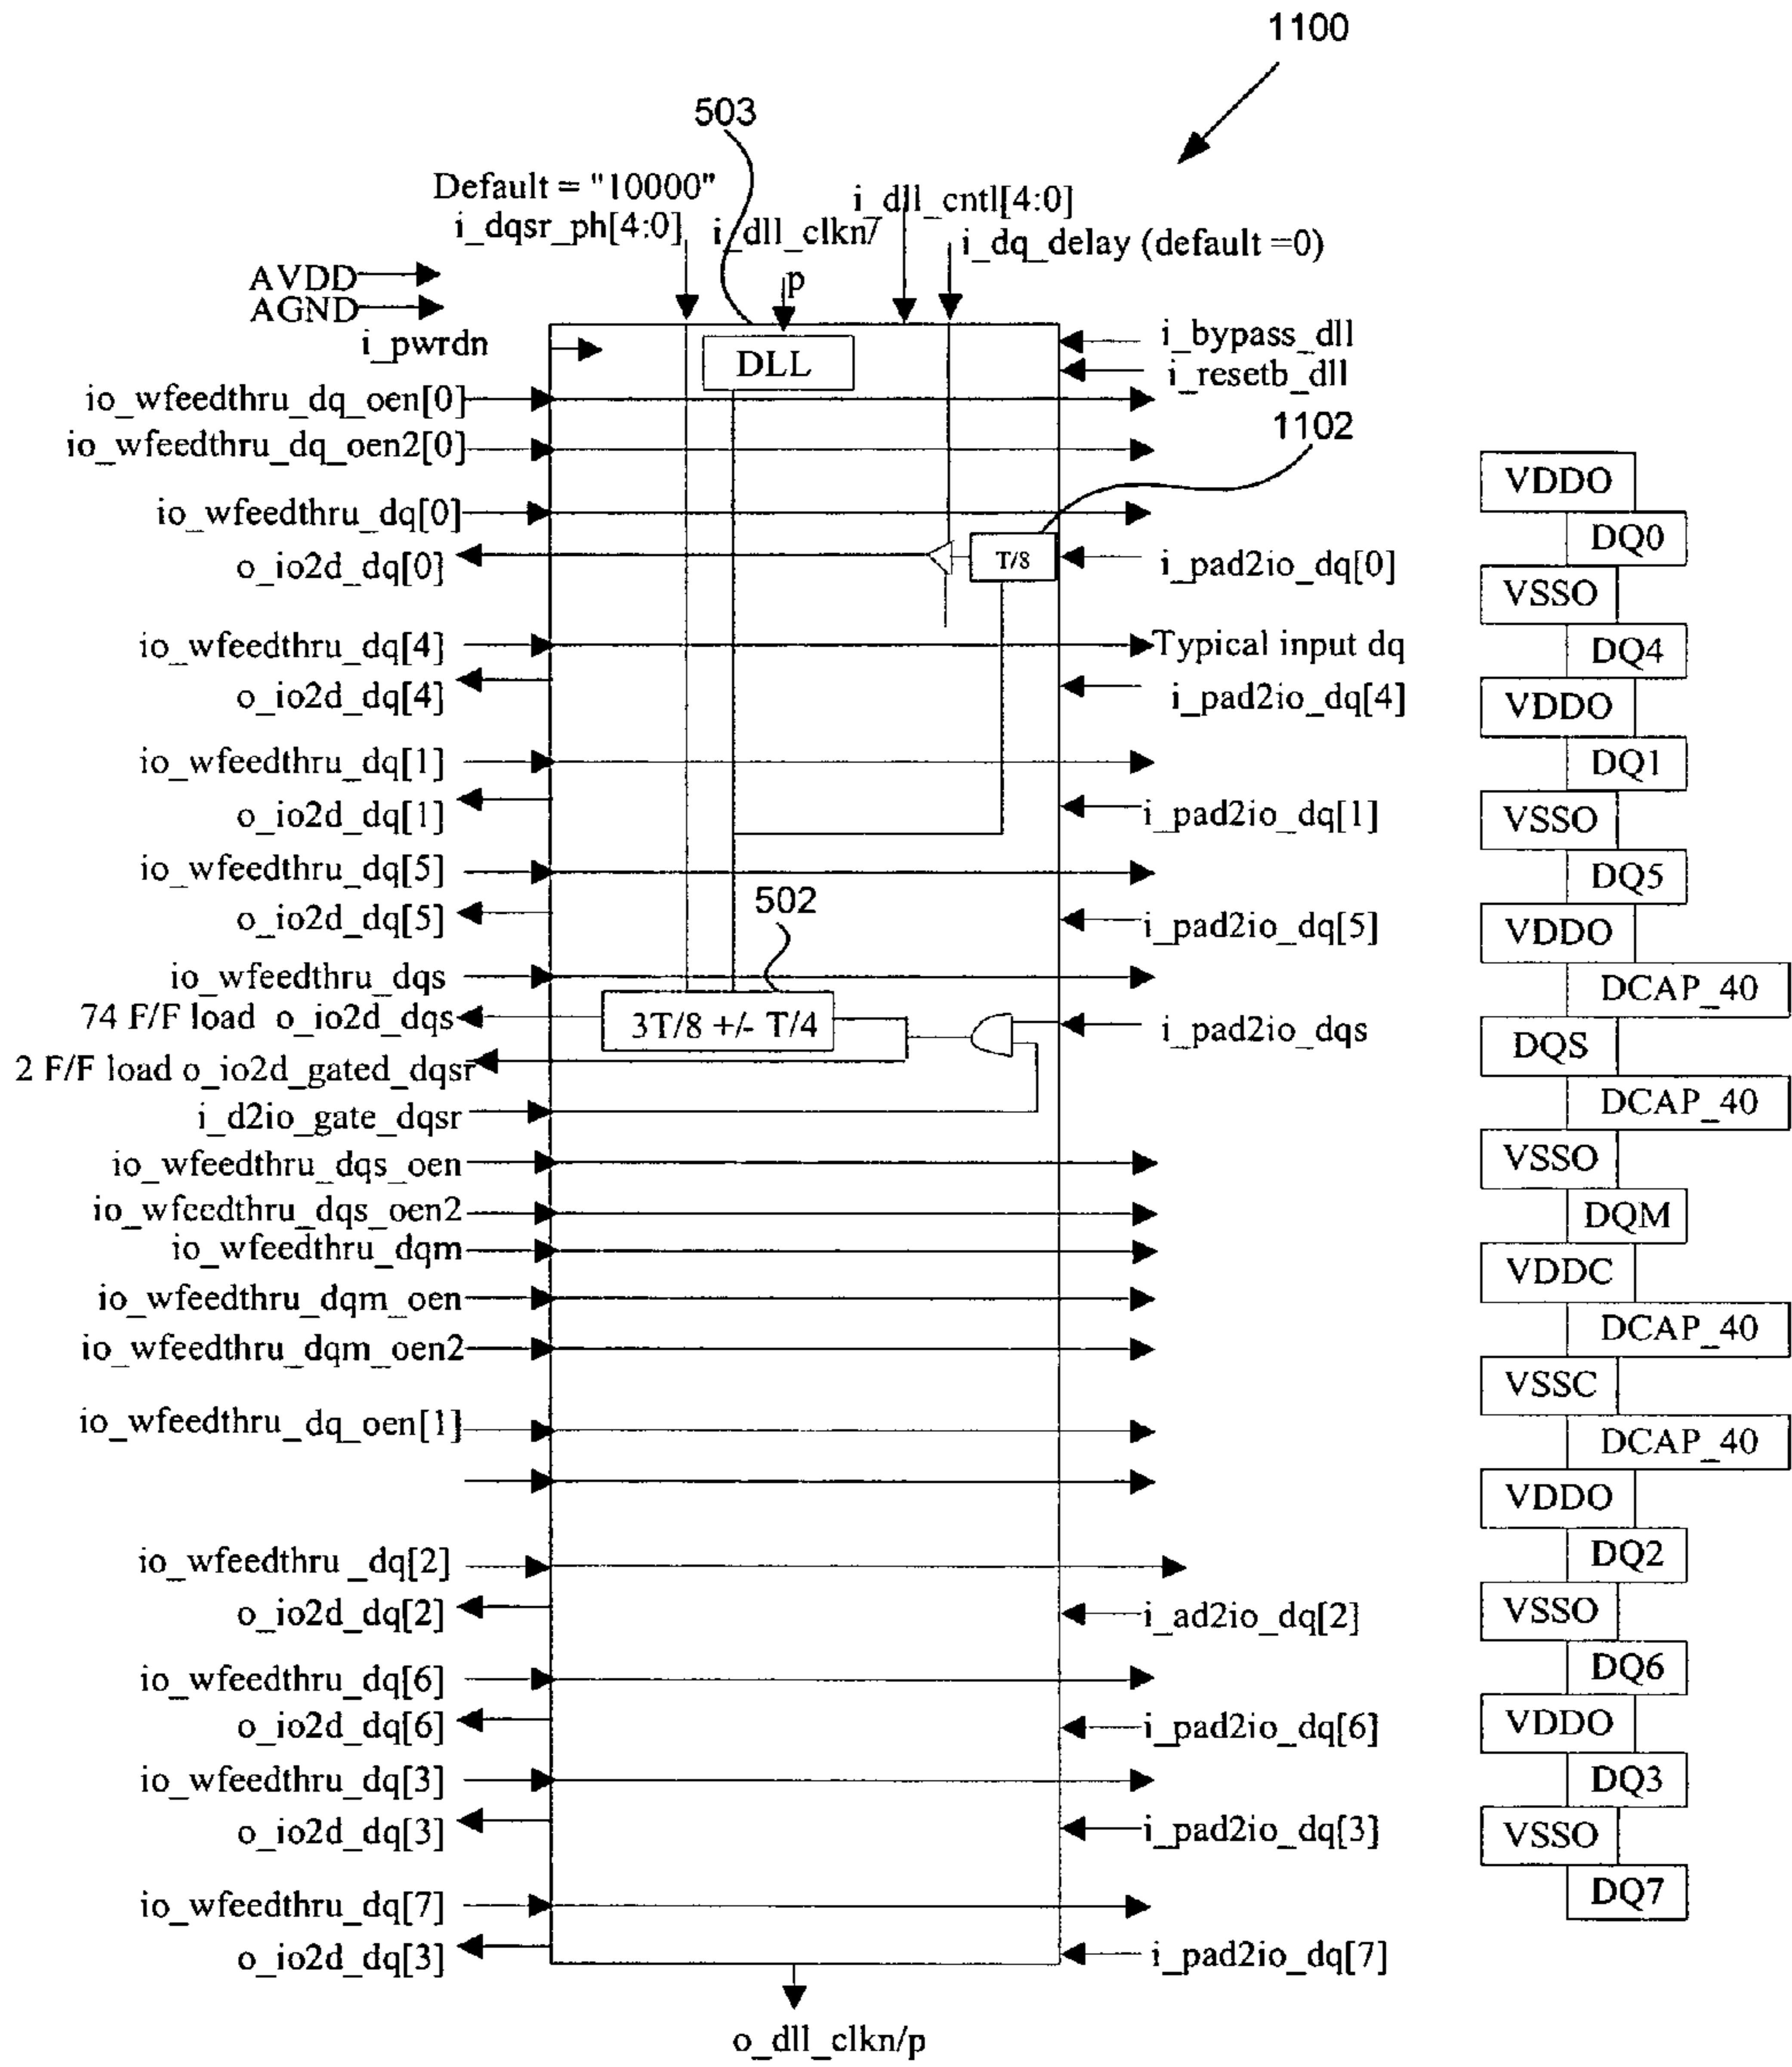 1100
503
Default = "10000"
i_dqsr_ph[4:0]
i_dll_clkn/
p
i_dll_cntl[4:0]
i_dq_delay (default =0)
AVDD
AGND
i_pwrdn
DLL
i_bypass_dll
i_resetb_dll
io_wfeedthru_dq_oen[0]
1102
io_wfeedthru_dq_oen2[0]
VDDO
io_wfeedthru_dq[0]
DQ0
o_io2d_dq[0]
T/8
i_pad2io_dq[0]
VSSO
io_wfeedthru_dq[4]
Typical input dq
DQ4
o_io2d_dq[4]
i_pad2io_dq[4]
VDDO
io_wfeedthru_dq[1]
DQ1
o_io2d_dq[1]
i_pad2io_dq[1]
VSSO
io_wfeedthru_dq[5]
DQ5
502
o_io2d_dq[5]
i_pad2io_dq[5]
VDDO
io_wfeedthru_dqs
DCAP_40
74 F/F load o_io2d_dqs
3T/8 +/- T/4
i_pad2io_dqs
DQS
2 F/F load o_io2d_gated_dqsr
DCAP_40
i_d2io_gate_dqsr
io_wfeedthru_dqs_oen
VSSO
io_wfeedthru_dqs_oen2
DQM
io_wfeedthru_dqm
VDDC
io_wfeedthru_dqm_oen
DCAP_40
io_wfeedthru_dqm_oen2
VSSC
io_wfeedthru_dq_oen[1]
DCAP_40
VDDO
io_wfeedthru_dq[2]
DQ2
o_io2d_dq[2]
i_ad2io_dq[2]
VSSO
io_wfeedthru_dq[6]
DQ6
o_io2d_dq[6]
i_pad2io_dq[6]
VDDO
io_wfeedthru_dq[3]
DQ3
o_io2d_dq[3]
i_pad2io_dq[3]
VSSO
io_wfeedthru_dq[7]
DQ7
o_io2d_dq[3]
i_pad2io_dq[7]
o_dll_clkn/p